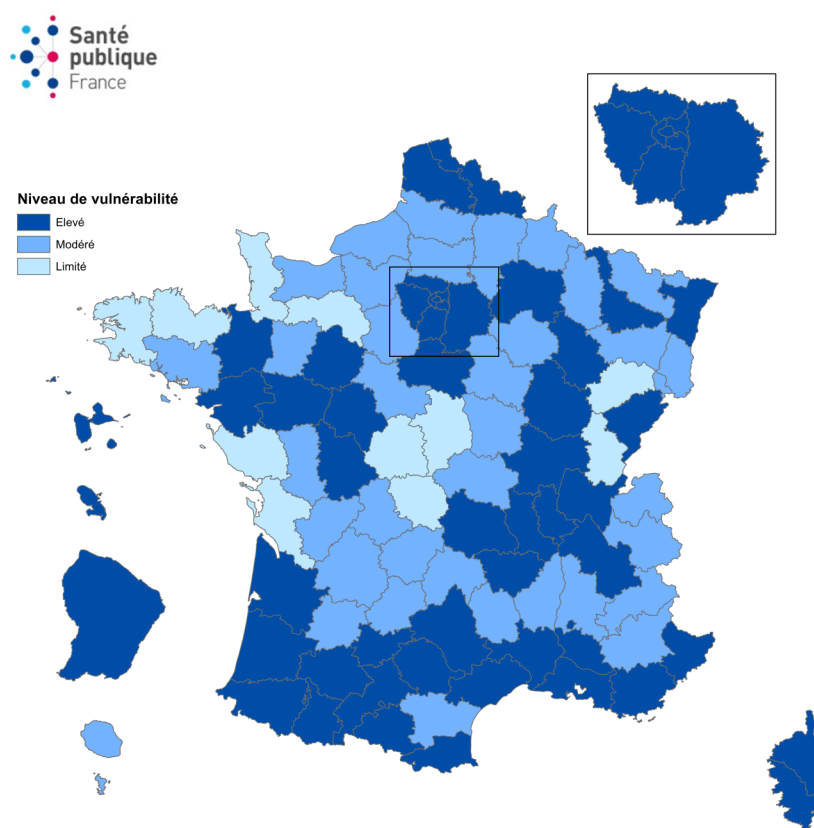 Santé
publique
France
Niveau de vulnérabilité
Elevé
Modéré
Limité